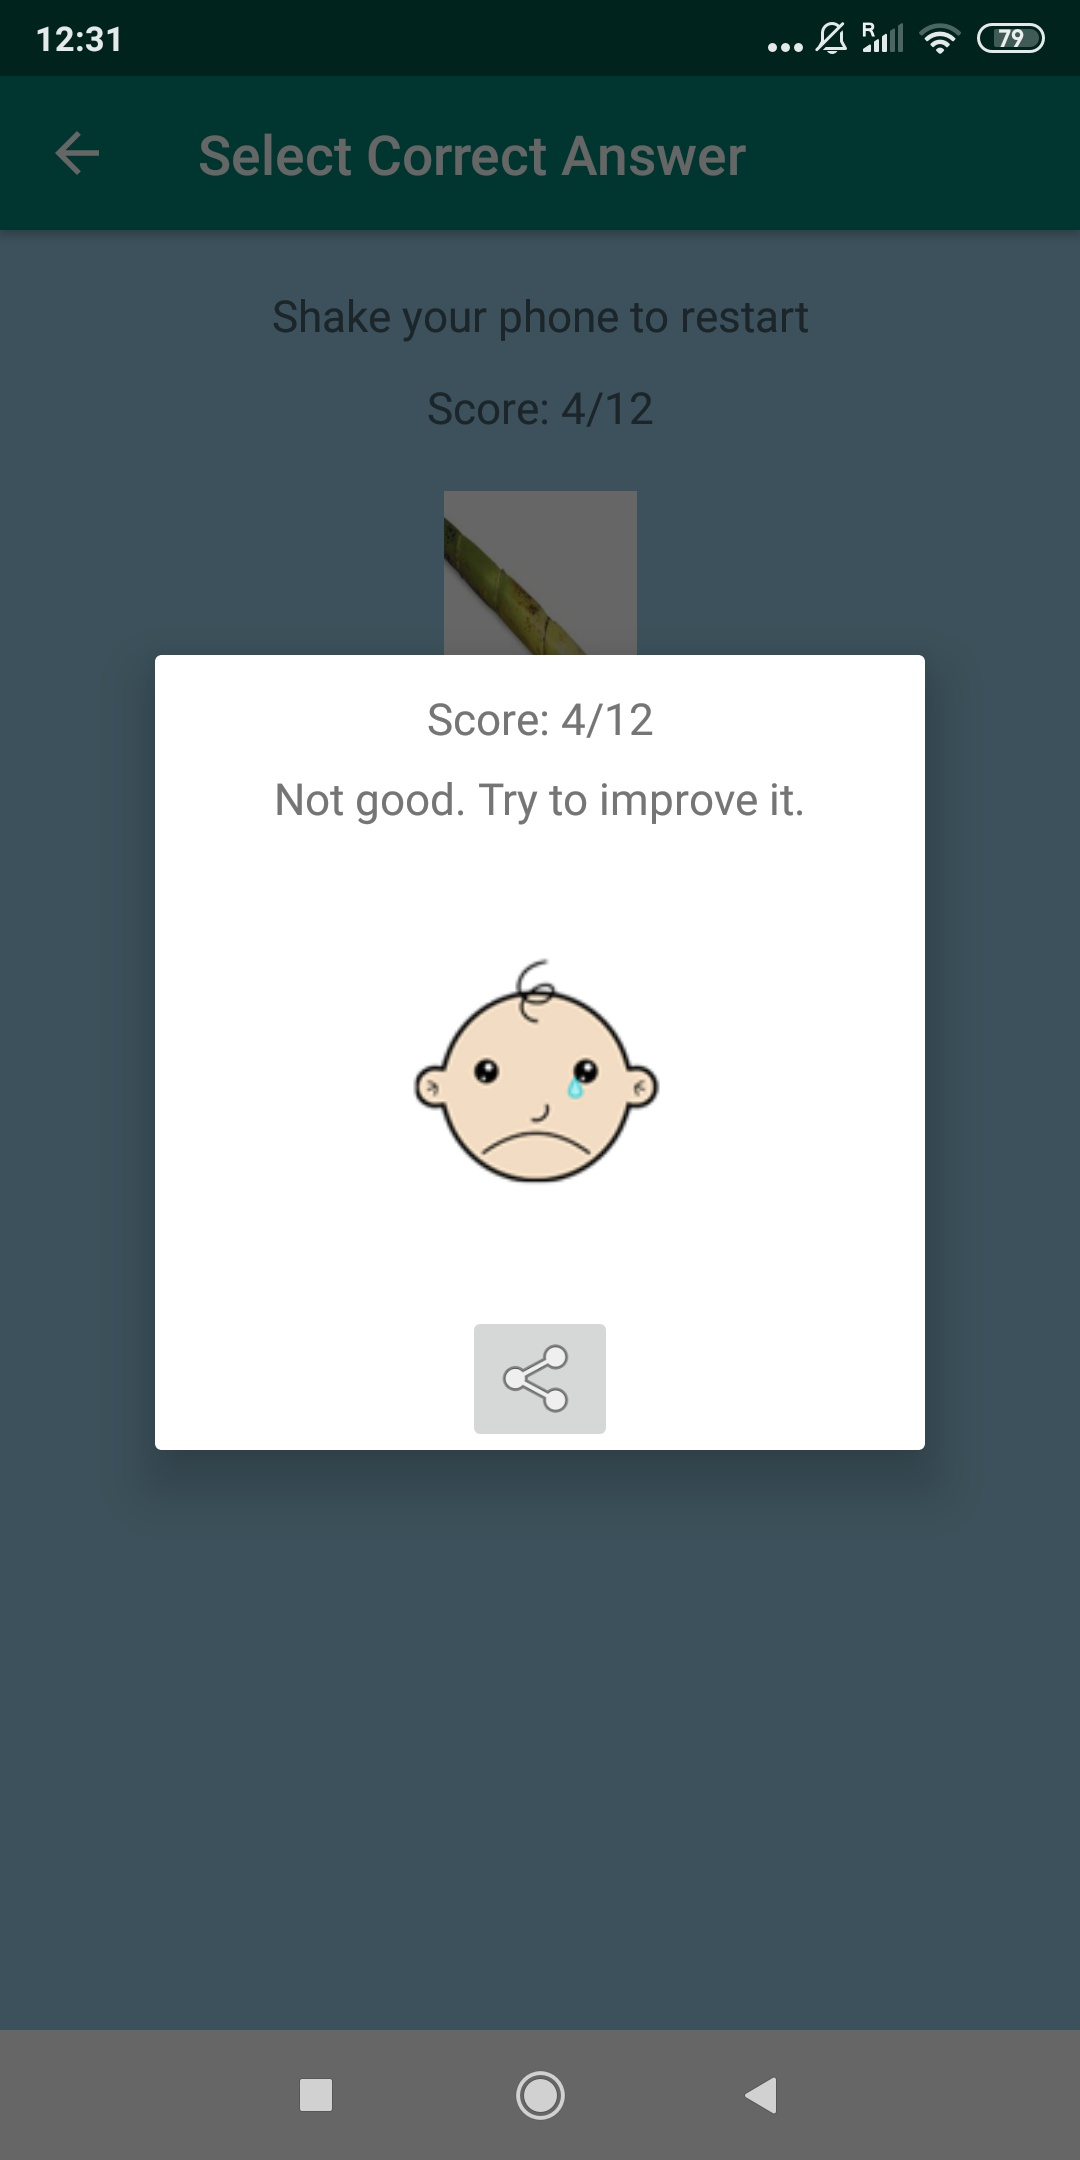 12:31
R
79
Select Correct Answer
Shake your phone to restart
Score: 4/12
Score: 4/12
Not good. Try to improve it.